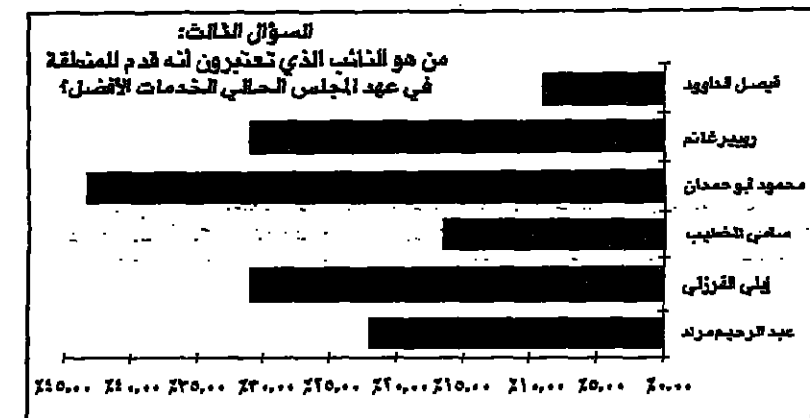 السؤال الثالث:
من هو النائب الذي تعتبرون أنه قدم للمنطقة
في عهد المجلس الحالي الخدمات الأفضل؟
فيصل الداوود
روبير غانم
محمود أبو حمدان
سامي الخطيب
إيلي الفرزلي
عبد الرحيم مراد
٪٤٥,٠٠ ٪٤٠,٠٠ ٪٣٥,٠٠ ٪٣٠,٠٠ ٪٢٥,٠٠ ٪٢٠,٠٠ ٪١٥,٠٠ ٪١٠,٠٠ ٪٥,٠٠ ٪٠,٠٠